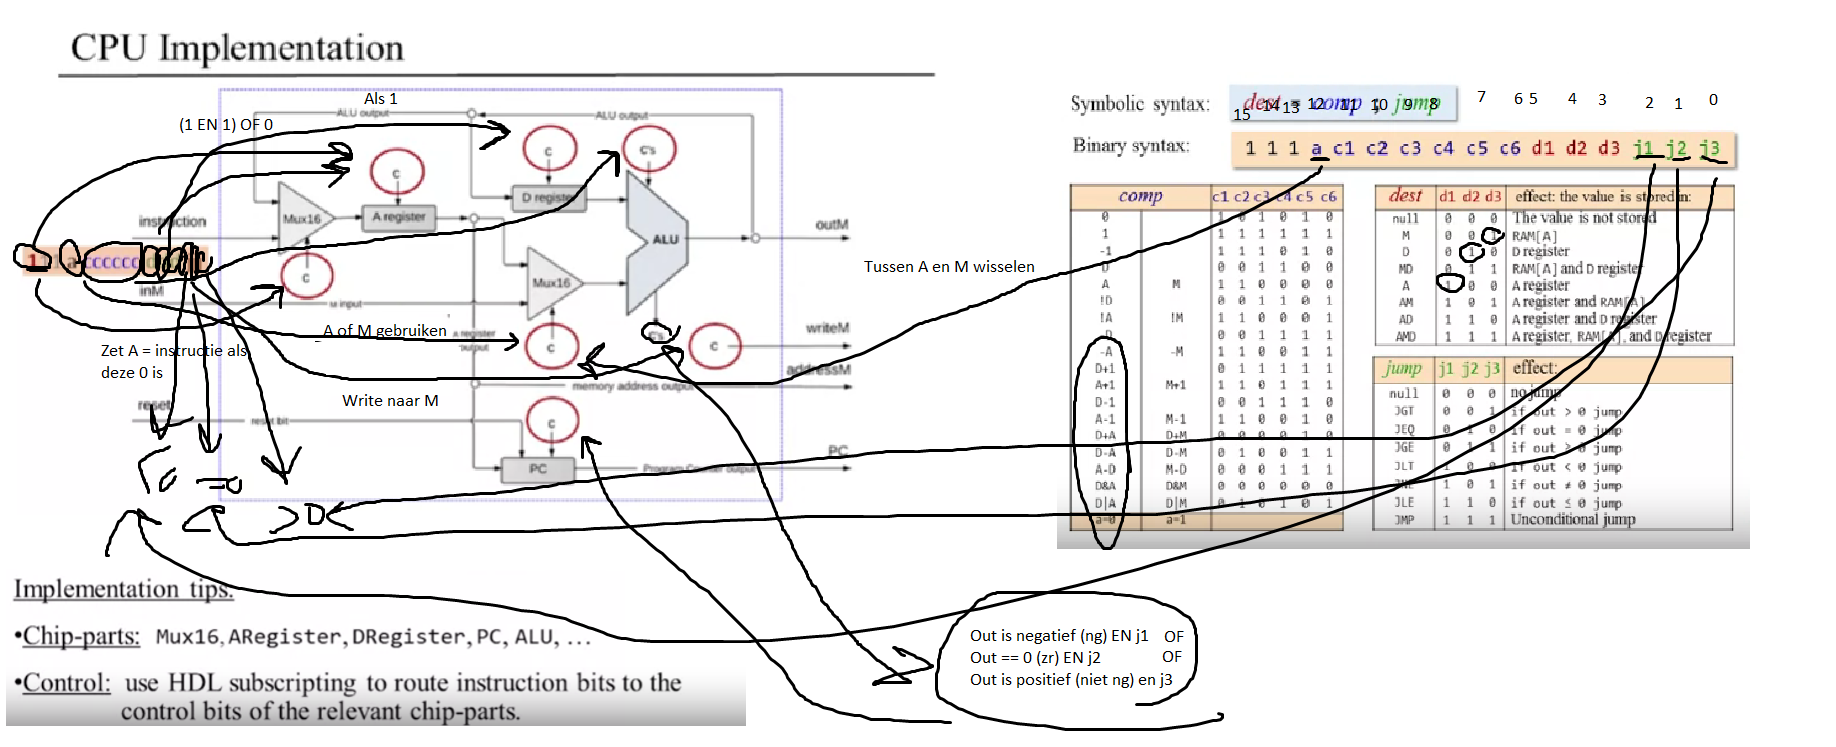 CPU Implementation
Als 1
ALU output
ALU output
(1 EN 1) OF 0
c
c's
c
D register
Mux16
A register
instruction
ALU
outM
cccccc
c
Mux16
inM
A of M gebruiken
Zet A = instructie als
deze 0 is
c
c
writeM
addressM
memory address output
Write naar M
reset
reset bit
c
PC
PC
Program Counter output
Tussen A en M wisselen
Implementation tips:
•Chip-parts: Mux16, ARegister, DRegister, PC, ALU, ...
•Control: use HDL subscripting to route instruction bits to the
control bits of the relevant chip-parts.
Symbolic syntax: dest = comp ; jump
15 14 13 12 11 10 9 8 7 6 5 4 3 2 1 0
Binary syntax: 1 1 1 a c1 c2 c3 c4 c5 c6 d1 d2 d3 j1 j2 j3
comp c1 c2 c3 c4 c5 c6
0 1 0 1 0 1 0
1 1 1 1 1 1 1
-1 1 1 1 0 1 0
D 0 0 1 1 0 0
A M 1 1 0 0 0 0
!D 0 0 1 1 0 1
!A !M 1 1 0 0 0 1
-D 0 0 1 1 1 1
-A -M 1 1 0 0 1 1
D+1 0 1 1 1 1 1
A+1 M+1 1 1 0 1 1 1
D-1 0 0 1 1 1 0
A-1 M-1 1 1 0 0 1 0
D+A D+M 0 0 0 0 1 0
D-A D-M 0 1 0 0 1 1
A-D M-D 0 0 0 1 1 1
D&A D&M 0 0 0 0 0 0
D|A D|M 0 1 0 1 0 1
a=0 a=1
dest d1 d2 d3 effect: the value is stored in:
null 0 0 0 The value is not stored
M 0 0 1 RAM[A]
D 0 1 0 D register
MD 0 1 1 RAM[A] and D register
A 1 0 0 A register
AM 1 0 1 A register and RAM[A]
AD 1 1 0 A register and D register
AMD 1 1 1 A register, RAM[A], and D register
jump j1 j2 j3 effect:
null 0 0 0 no jump
JGT 0 0 1 if out > 0 jump
JEQ 0 1 0 if out = 0 jump
JGE 0 1 1 if out ≥ 0 jump
JLT 1 0 0 if out < 0 jump
JNE 1 0 1 if out ≠ 0 jump
JLE 1 1 0 if out ≤ 0 jump
JMP 1 1 1 Unconditional jump
Out is negatief (ng) EN j1 OF
Out == 0 (zr) EN j2 OF
Out is positief (niet ng) en j3